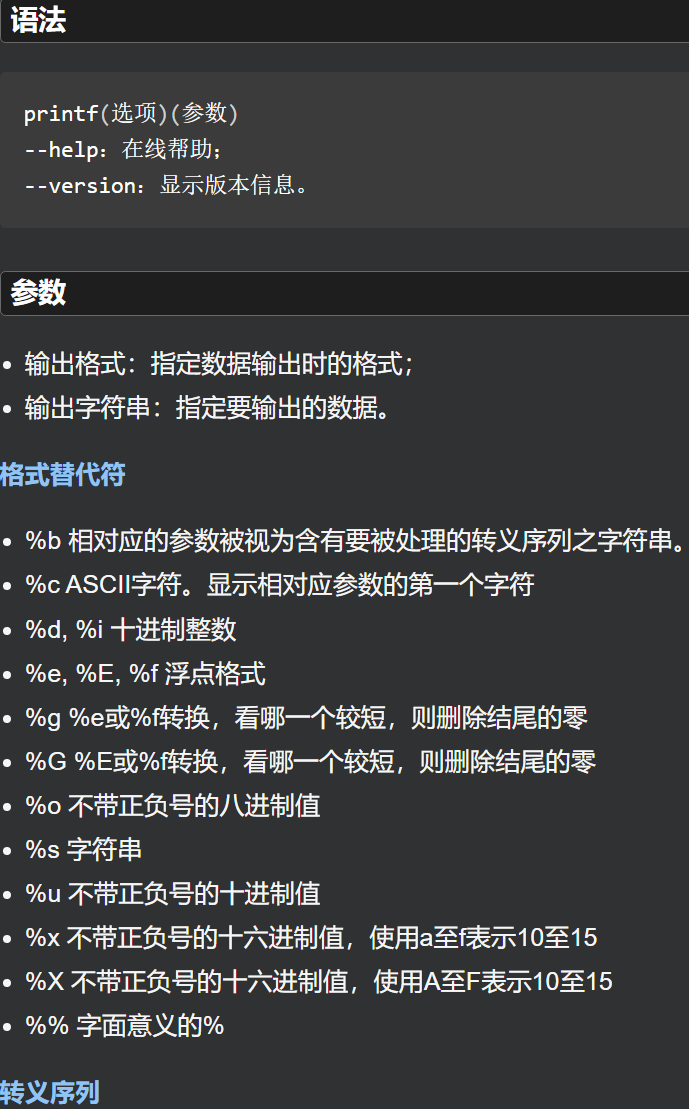 语法
printf(选项)(参数)
--help：在线帮助；
--version：显示版本信息。
参数
输出格式：指定数据输出时的格式；
输出字符串：指定要输出的数据。
格式替代符
%b 相对应的参数被视为含有要被处理的转义序列之字符串。
%c ASCII字符。显示相对应参数的第一个字符
%d, %i 十进制整数
%e, %E, %f 浮点格式
%g %e或%f转换，看哪一个较短，则删除结尾的零
%G %E或%f转换，看哪一个较短，则删除结尾的零
%o 不带正负号的八进制值
%s 字符串
%u 不带正负号的十进制值
%x 不带正负号的十六进制值，使用a至f表示10至15
%X 不带正负号的十六进制值，使用A至F表示10至15
%% 字面意义的%
转义序列